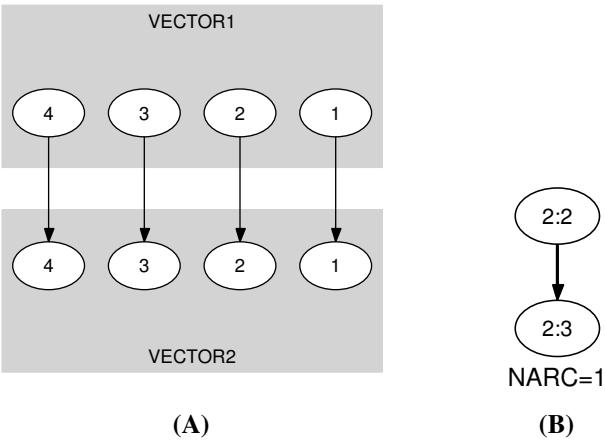 VECTOR1
4 3 2 1
4 3 2 1
VECTOR2
2:2
2:3
NARC=1
(A) (B)